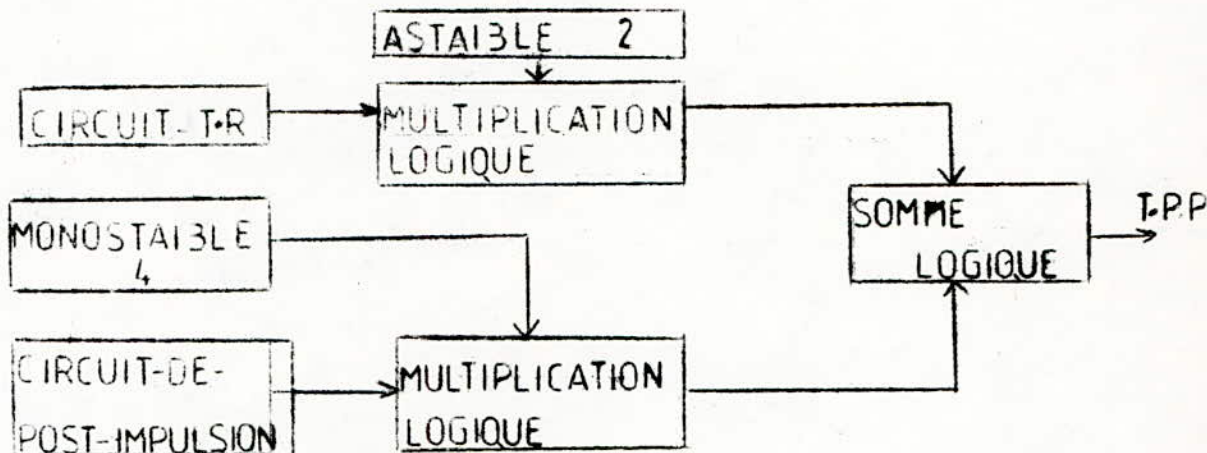 ASTAIBLE 2
CIRCUIT-T.R
MULTIPLICATION
LOGIQUE
MONOSTAIBLE
4
SOMME
LOGIQUE
T.P.P
CIRCUIT-DE-
POST-IMPULSION
MULTIPLICATION
LOGIQUE